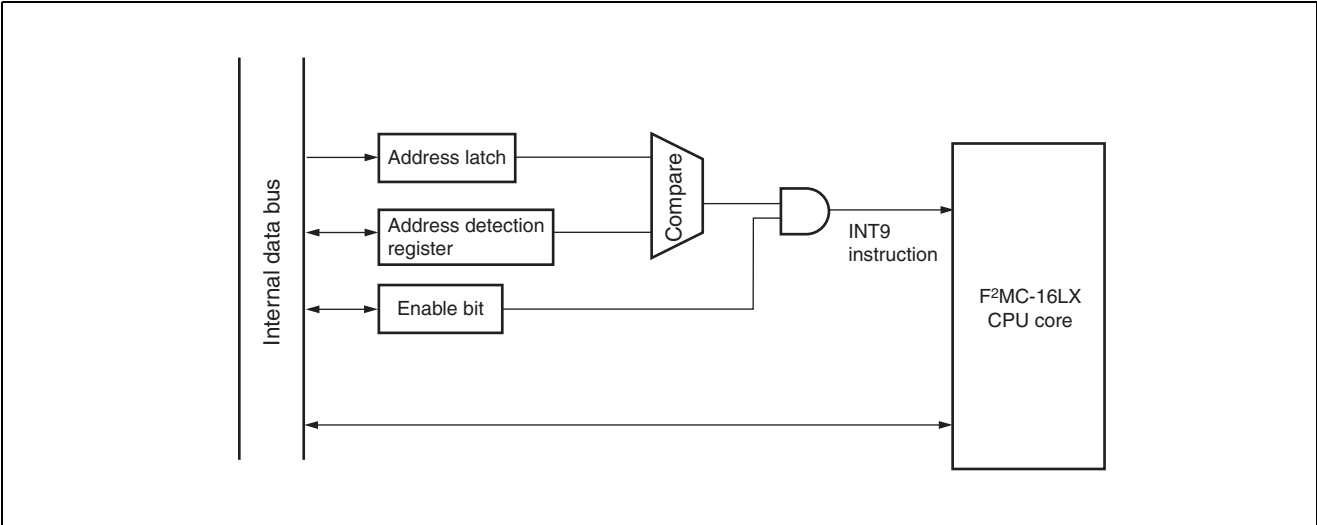 Internal data bus
Address latch
Address detection
register
Enable bit
Compare
INT9
instruction
F²MC-16LX
CPU core